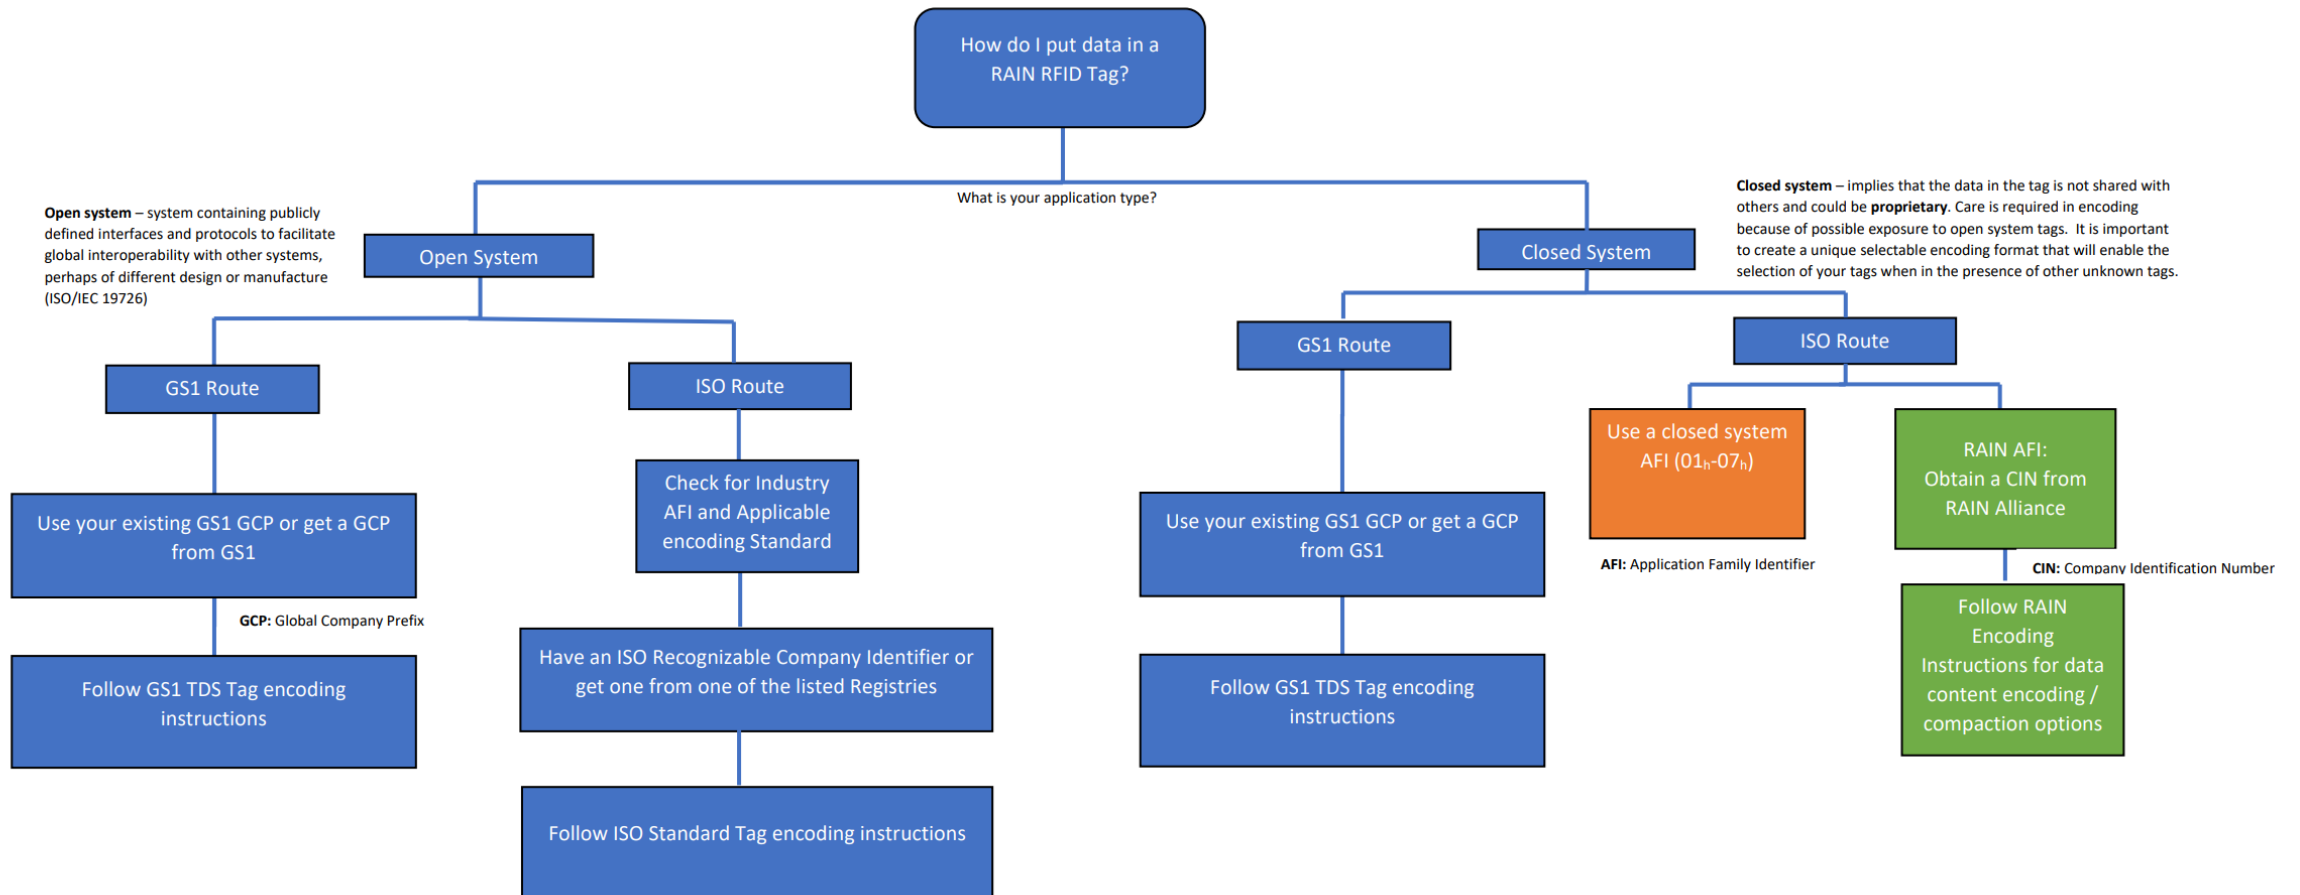 How do I put data in a
RAIN RFID Tag?
What is your application type?
Open system – system containing publicly
defined interfaces and protocols to facilitate
global interoperability with other systems,
perhaps of different design or manufacture
(ISO/IEC 19726)
Open System
Closed System
Closed system – implies that the data in the tag is not shared with
others and could be proprietary. Care is required in encoding
because of possible exposure to open system tags.  It is important
to create a unique selectable encoding format that will enable the
selection of your tags when in the presence of other unknown tags.
GS1 Route
ISO Route
GS1 Route
ISO Route
Use your existing GS1 GCP or get a GCP
from GS1
GCP: Global Company Prefix
Follow GS1 TDS Tag encoding
instructions
Check for Industry
AFI and Applicable
encoding Standard
Have an ISO Recognizable Company Identifier or
get one from one of the listed Registries
Follow ISO Standard Tag encoding instructions
Use your existing GS1 GCP or get a GCP
from GS1
Follow GS1 TDS Tag encoding
instructions
Use a closed system
AFI (01h-07h)
AFI: Application Family Identifier
RAIN AFI:
Obtain a CIN from
RAIN Alliance
CIN: Company Identification Number
Follow RAIN
Encoding
Instructions for data
content encoding /
compaction options